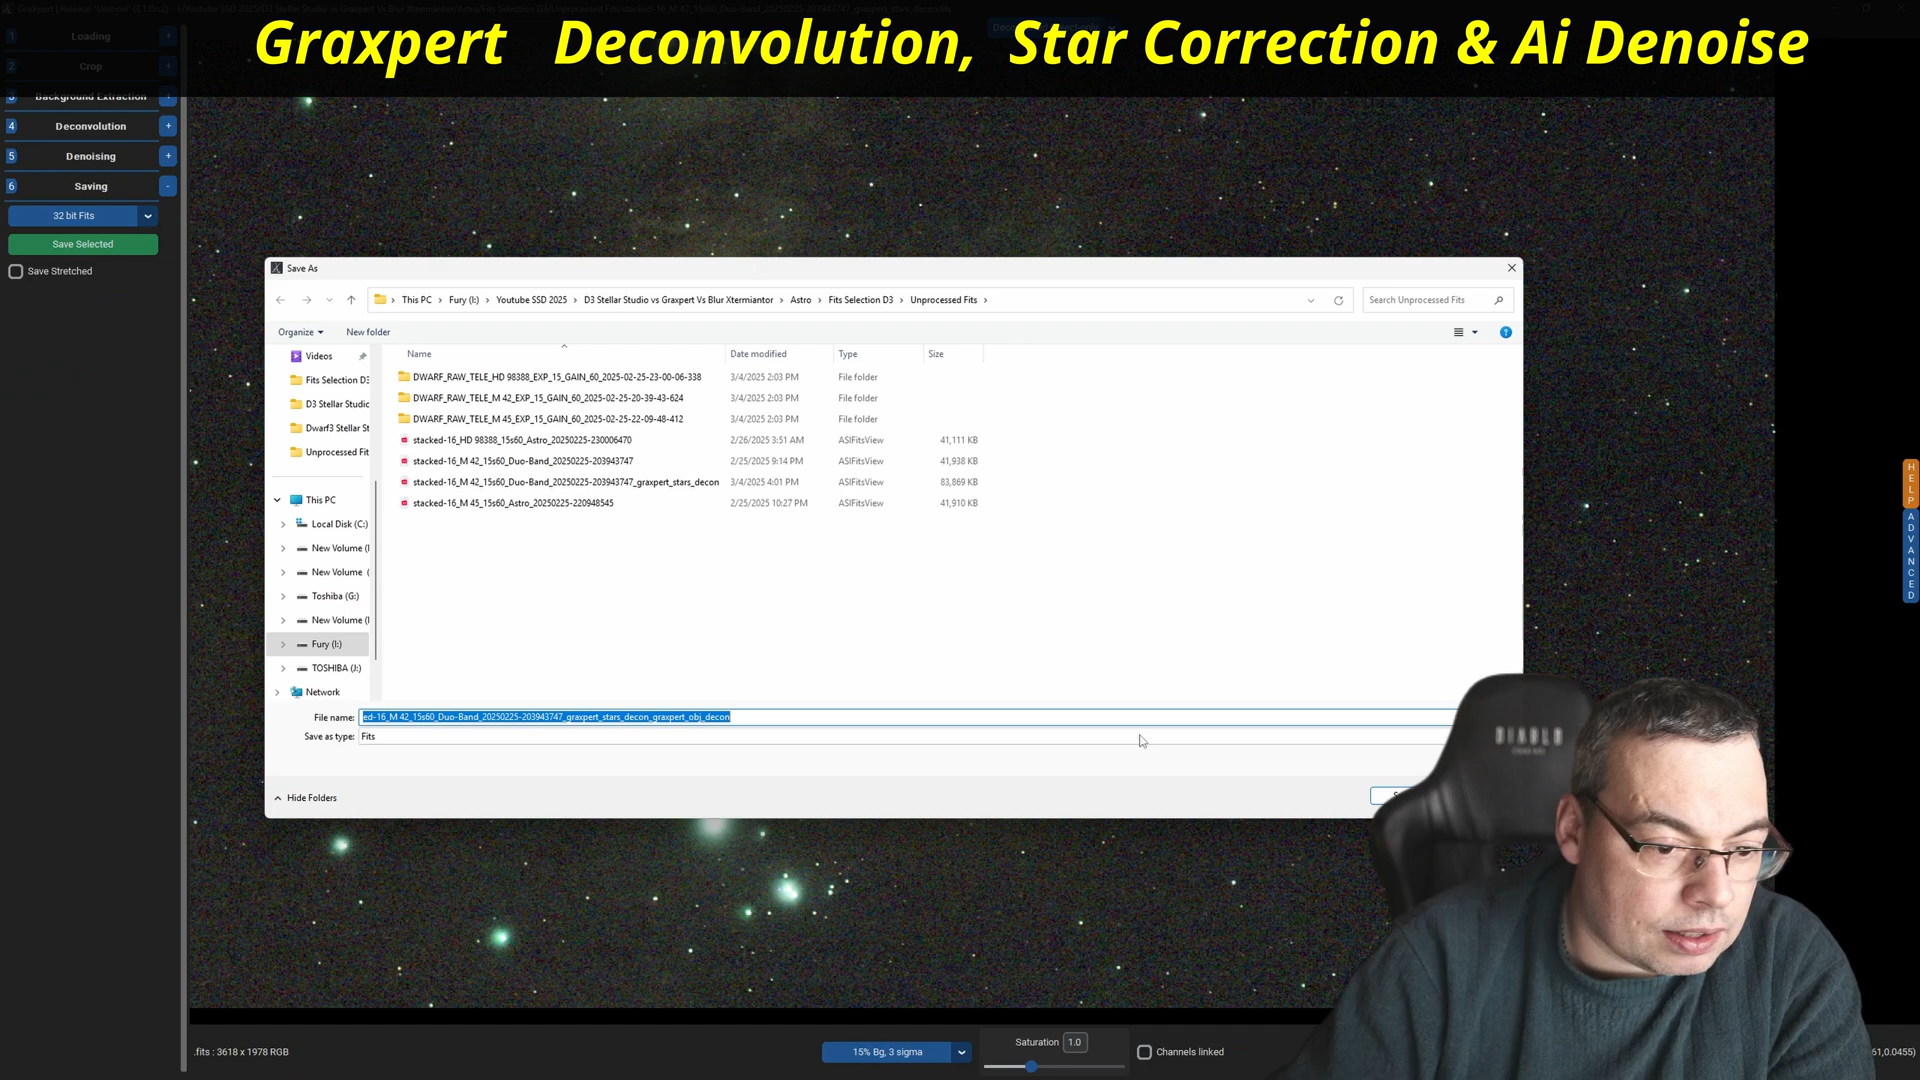 Graxpert Deconvolution, Star Correction & Ai Denoise
1 Loading +
2 Crop +
3 Background Extraction +
4 Deconvolution +
5 Denoising +
6 Saving -
32 bit Fits
Save Selected
Save Stretched
Save As
This PC > Fury (I:) > Youtube SSD 2025 > D3 Stellar Studio vs Graxpert Vs Blur Xtermiantor > Astro > Fits Selection D3 > Unprocessed Fits >
Search Unprocessed Fits
Organize New folder
Name Date modified Type Size
Videos
Fits Selection D3
D3 Stellar Studio
Dwarf3 Stellar St
Unprocessed Fit
This PC
Local Disk (C:)
New Volume (
New Volume (
Toshiba (G:)
New Volume (
Fury (I:)
TOSHIBA (J:)
Network
DWARF_RAW_TELE_HD 98388_EXP_15_GAIN_60_2025-02-25-23-00-06-338 3/4/2025 2:03 PM File folder
DWARF_RAW_TELE_M 42_EXP_15_GAIN_60_2025-02-25-20-39-43-624 3/4/2025 2:03 PM File folder
DWARF_RAW_TELE_M 45_EXP_15_GAIN_60_2025-02-25-22-09-48-412 3/4/2025 2:03 PM File folder
stacked-16_HD 98388_15s60_Astro_20250225-230006470 2/26/2025 3:51 AM ASIFitsView 41,111 KB
stacked-16_M 42_15s60_Duo-Band_20250225-203943747 2/25/2025 9:14 PM ASIFitsView 41,938 KB
stacked-16_M 42_15s60_Duo-Band_20250225-203943747_graxpert_stars_decon 3/4/2025 4:01 PM ASIFitsView 83,869 KB
stacked-16_M 45_15s60_Astro_20250225-220948545 2/25/2025 10:27 PM ASIFitsView 41,910 KB
File name: ed-16_M 42_15s60_Duo-Band_20250225-203943747_graxpert_stars_decon_graxpert_obj_decon
Save as type: Fits
Hide Folders
HELP
ADVANCED
DIABLO
.fits : 3618 x 1978 RGB
15% Bg, 3 sigma
Saturation 1.0
Channels linked
61,0.0455)